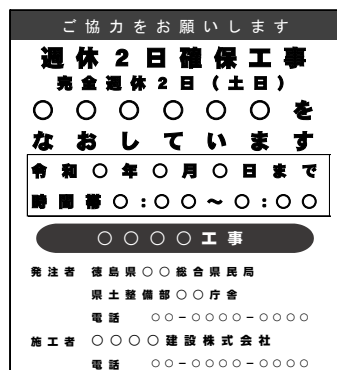 ご協力をお願いします
週休２日確保工事
完全週休２日（土日）
○○○○○○を
なおしています
令和○年○月○日まで
時間帯○：○○～○：○○
○○○○工事
発注者 徳島県○○総合県民局
県土整備部○○庁舎
電話 ○○－○○○○－○○○○
施工者 ○○○○建設株式会社
電話 ○○－○○○○－○○○○